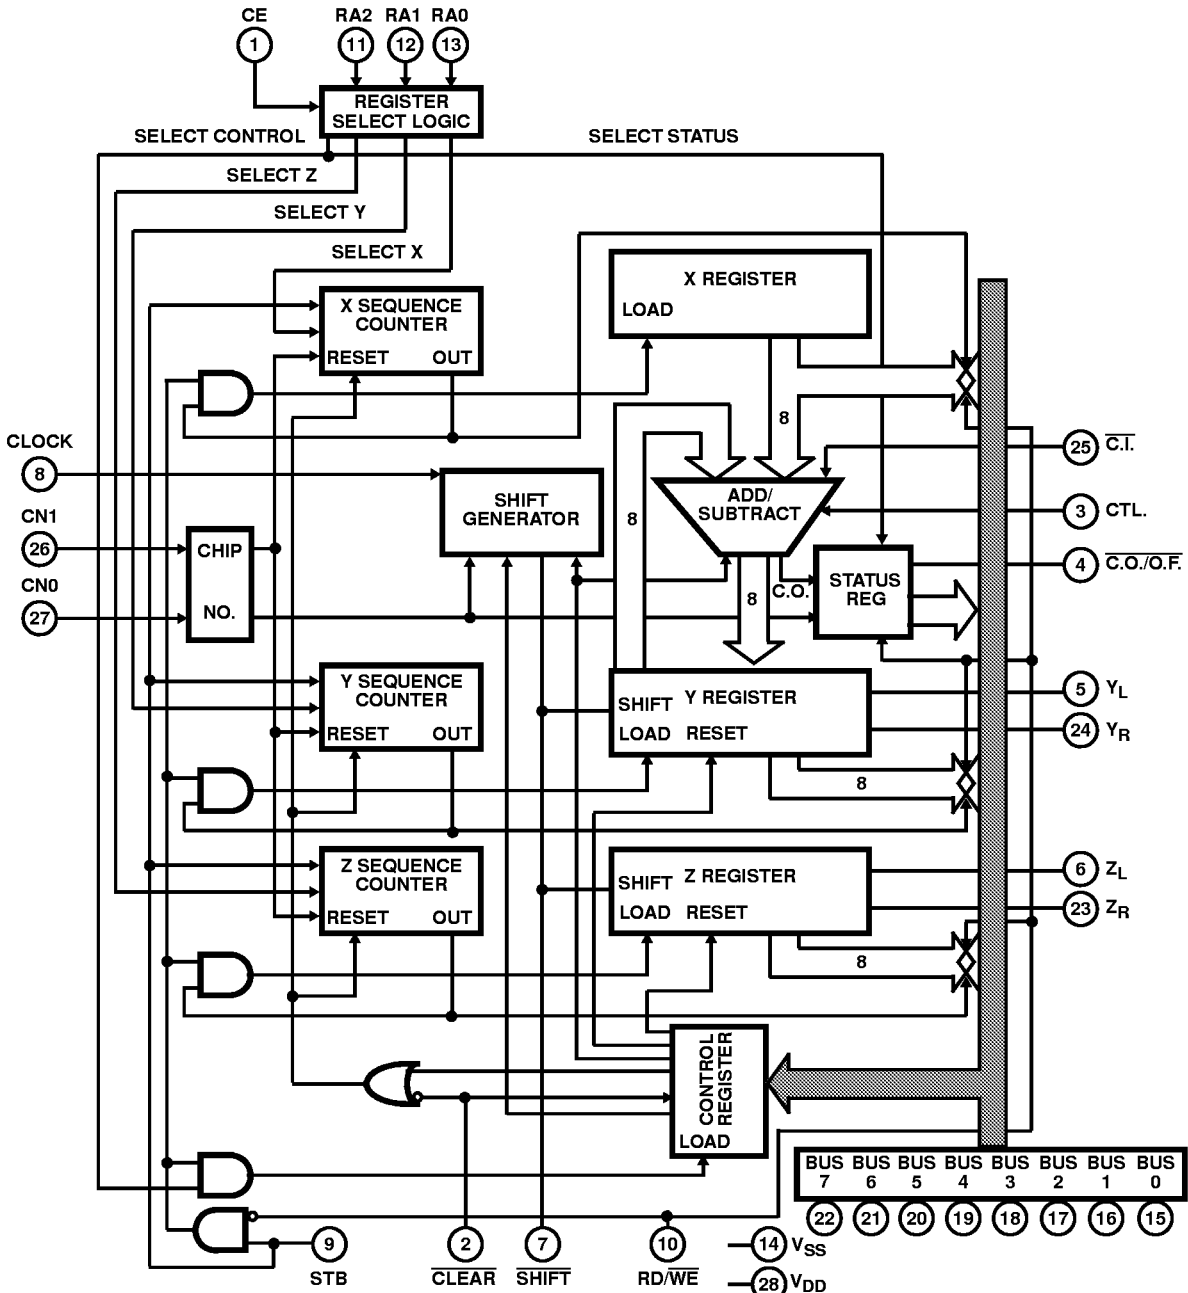 CE RA2 RA1 RA0
1 11 12 13
REGISTER
SELECT LOGIC
SELECT CONTROL SELECT STATUS
SELECT Z
SELECT Y
SELECT X
X REGISTER
LOAD
X SEQUENCE
COUNTER
RESET OUT
8
CLOCK
8
25 C.I.
SHIFT
GENERATOR
ADD/
SUBTRACT
8
3 CTL.
CN1
26
CHIP
NO.
CN0
27
4 C.O./O.F.
C.O.
8
STATUS
REG
Y SEQUENCE
COUNTER
RESET OUT
SHIFT Y REGISTER
LOAD RESET
5 YL
24 YR
8
Z SEQUENCE
COUNTER
RESET OUT
SHIFT Z REGISTER
LOAD RESET
6 ZL
23 ZR
8
CONTROL
REGISTER
LOAD
BUS BUS BUS BUS BUS BUS BUS BUS
7 6 5 4 3 2 1 0
22 21 20 19 18 17 16 15
9 2 7 10 14 VSS
STB CLEAR SHIFT RD/WE
28 VDD